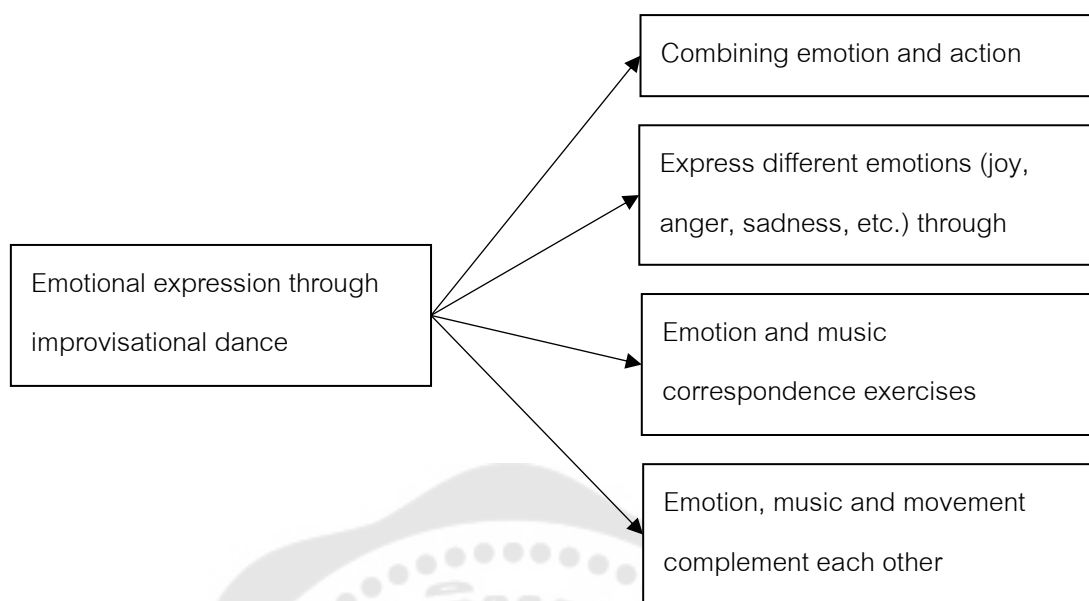 Combining emotion and action
Express different emotions (joy,
anger, sadness, etc.) through
Emotional expression through
improvisational dance
Emotion and music
correspondence exercises
Emotion, music and movement
complement each other